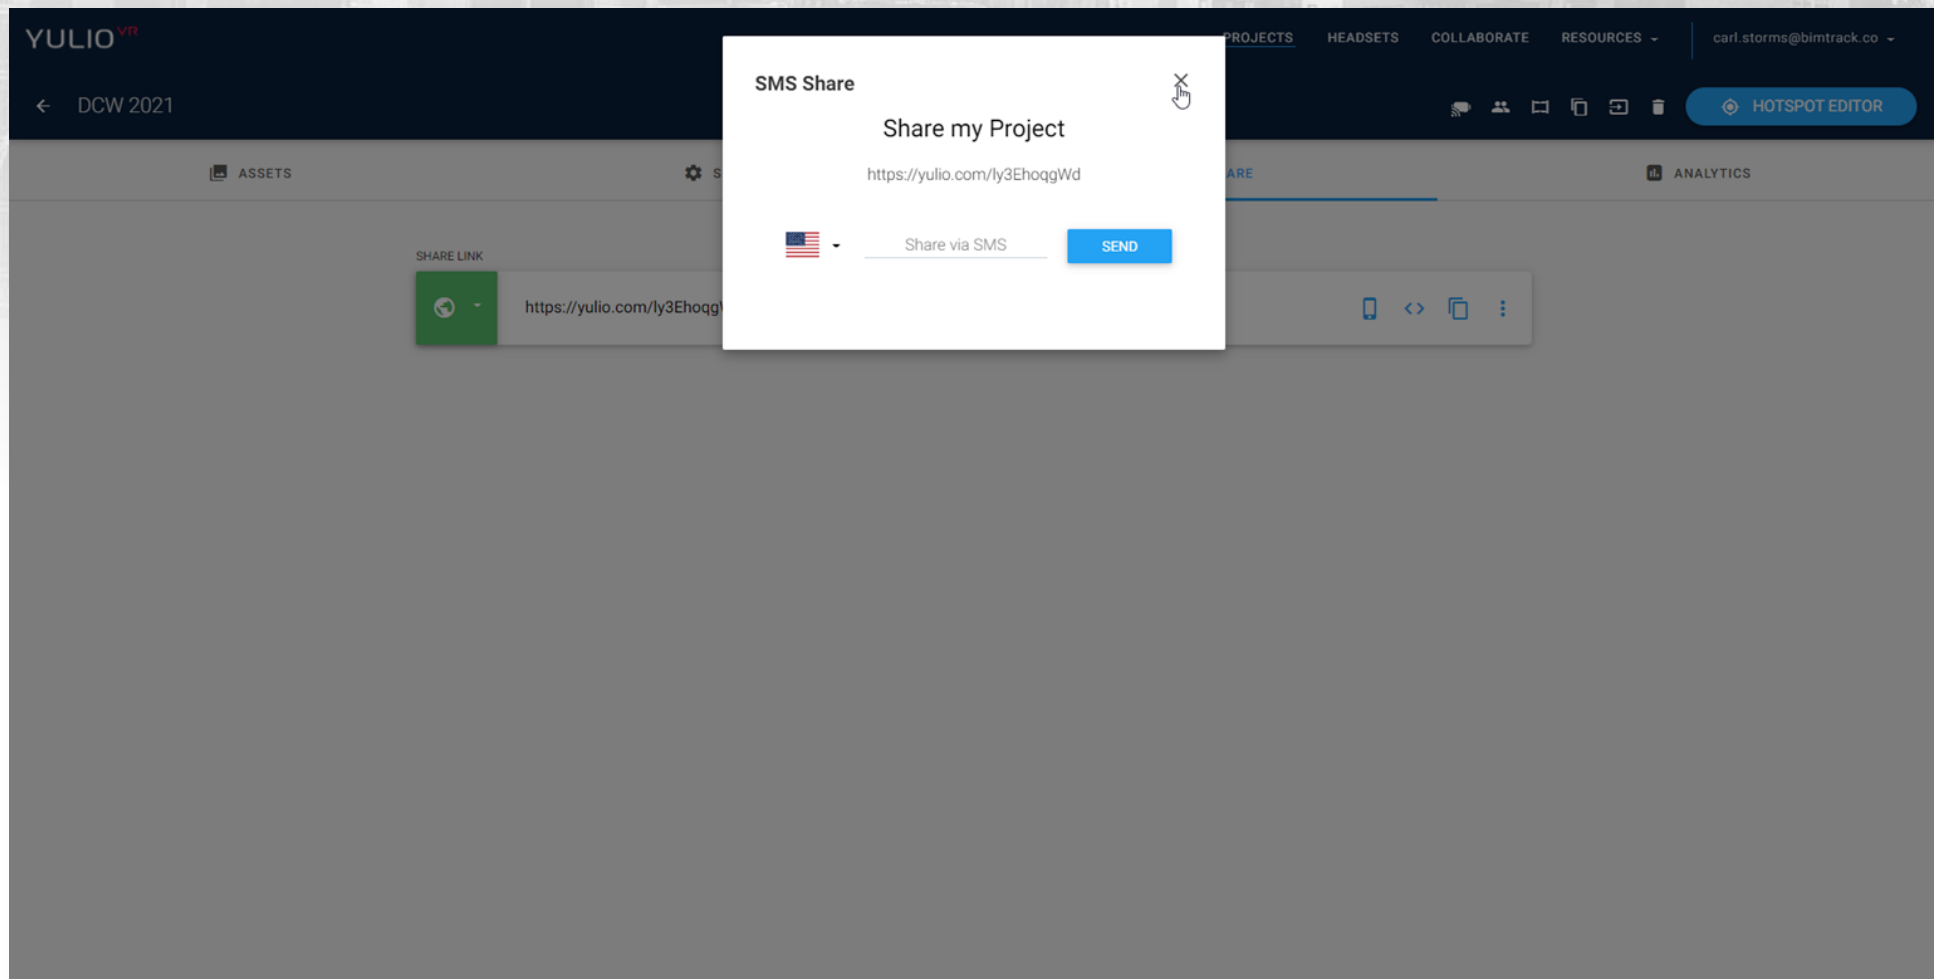 YULIO VR
PROJECTS
HEADSETS
COLLABORATE
RESOURCES
carl.storms@bimtrack.co
DCW 2021
HOTSPOT EDITOR
SMS Share
Share my Project
https://yulio.com/ly3EhoqgWd
Share via SMS
SEND
ASSETS
S
ARE
ANALYTICS
SHARE LINK
https://yulio.com/ly3Ehoqg